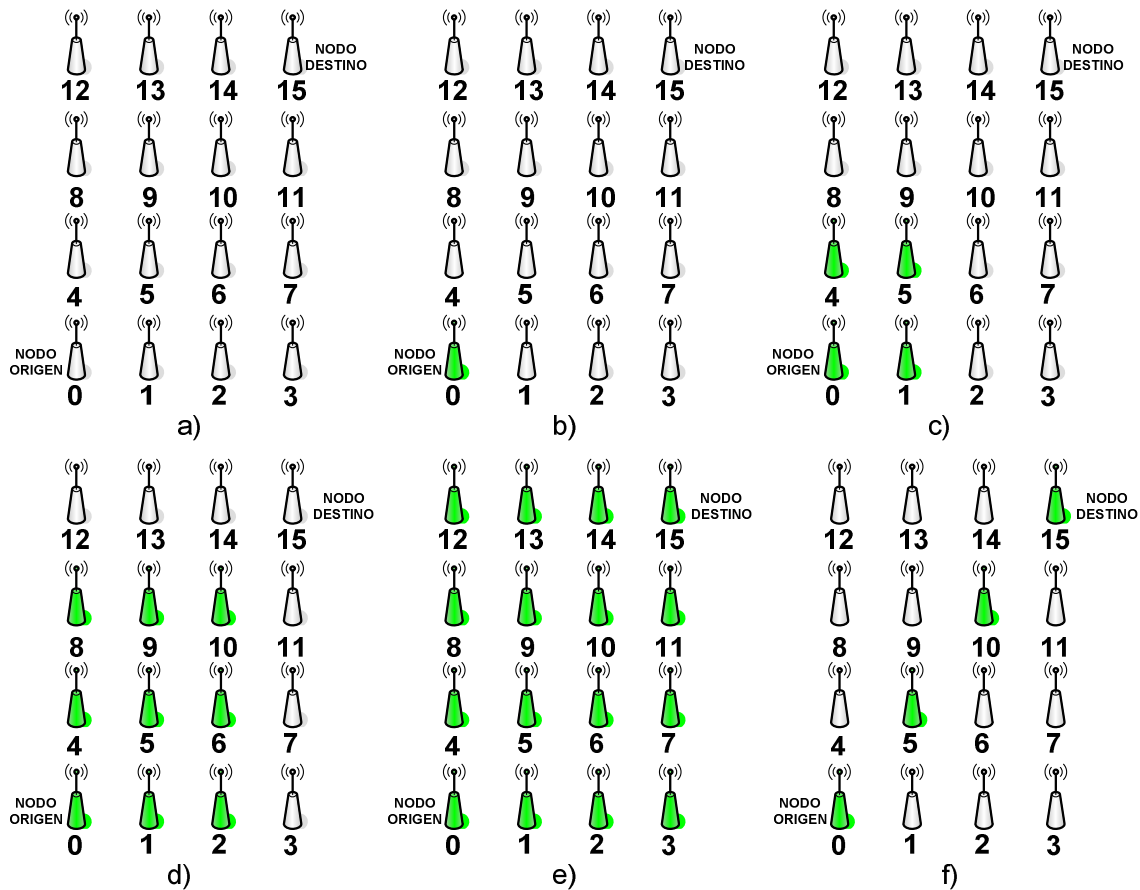 NODO
DESTINO
12 13 14 15
8 9 10 11
4 5 6 7
NODO
ORIGEN
0 1 2 3
a)
NODO
DESTINO
12 13 14 15
8 9 10 11
4 5 6 7
NODO
ORIGEN
0 1 2 3
b)
NODO
DESTINO
12 13 14 15
8 9 10 11
4 5 6 7
NODO
ORIGEN
0 1 2 3
c)
NODO
DESTINO
12 13 14 15
8 9 10 11
4 5 6 7
NODO
ORIGEN
0 1 2 3
d)
NODO
DESTINO
12 13 14 15
8 9 10 11
4 5 6 7
NODO
ORIGEN
0 1 2 3
e)
NODO
DESTINO
12 13 14 15
8 9 10 11
4 5 6 7
NODO
ORIGEN
0 1 2 3
f)